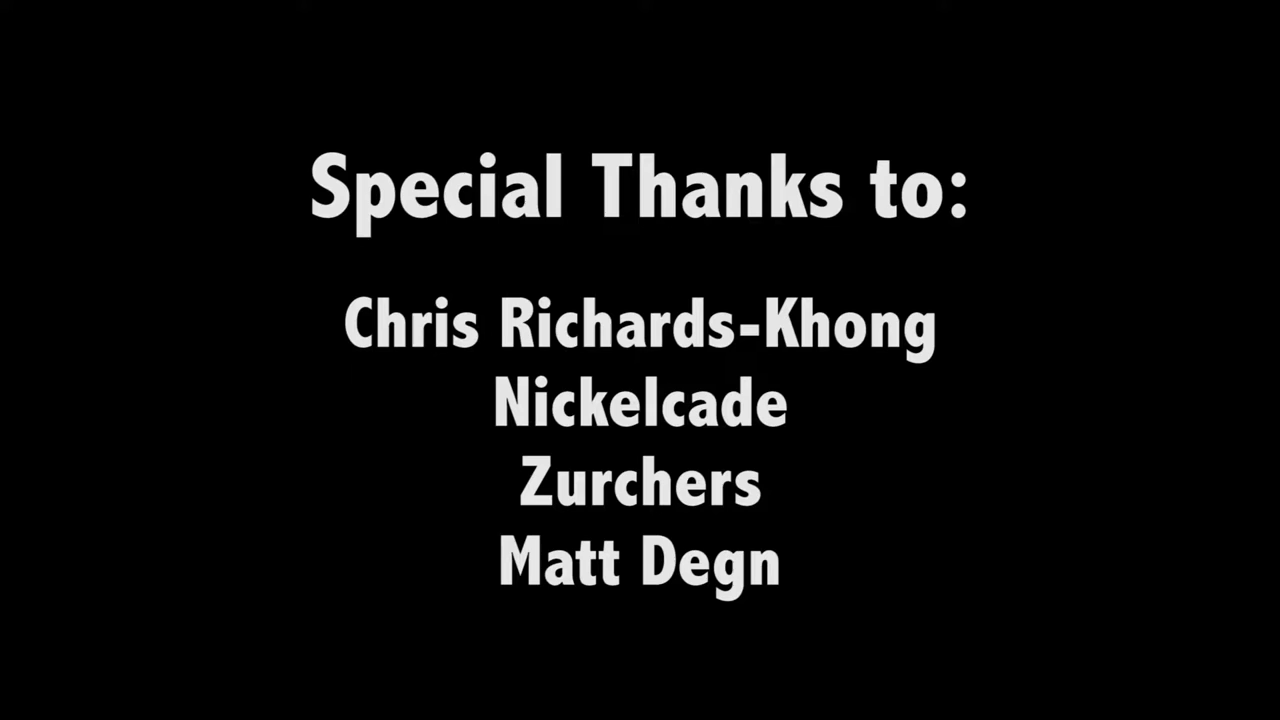 Special Thanks to:
Chris Richards-Khong
Nickelcade
Zurchers
Matt Degn